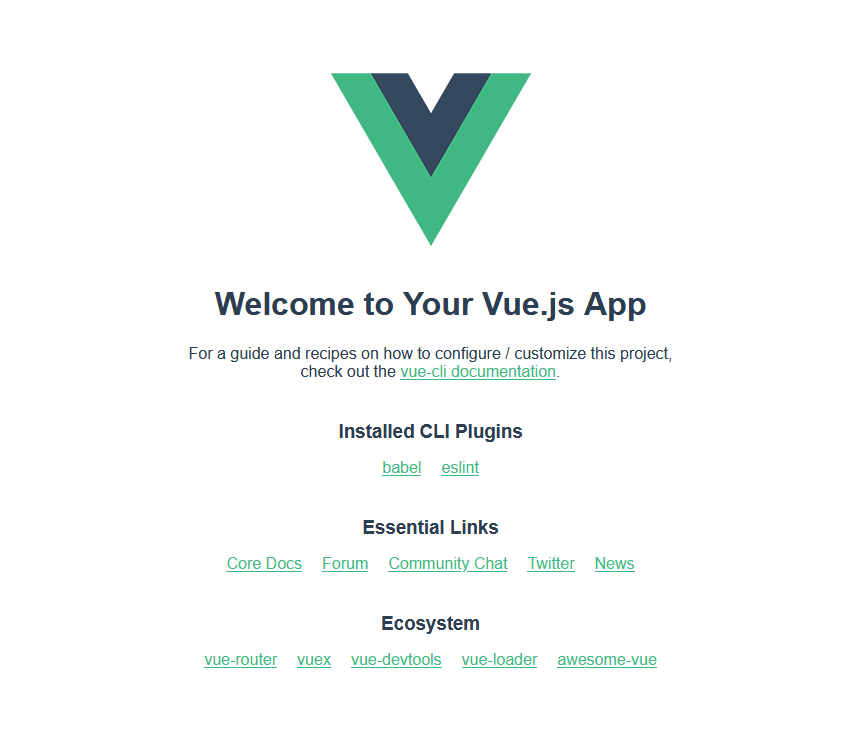 Welcome to Your Vue.js App
For a guide and recipes on how to configure / customize this project,
check out the vue-cli documentation.
Installed CLI Plugins
babel eslint
Essential Links
Core Docs Forum Community Chat Twitter News
Ecosystem
vue-router vuex vue-devtools vue-loader awesome-vue